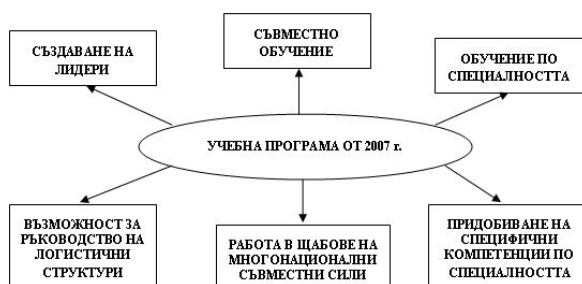 СЪЗДАВАНЕ НА
ЛИДЕРИ
СЪВМЕСТНО
ОБУЧЕНИЕ
ОБУЧЕНИЕ ПО
СПЕЦИАЛНОСТТА
УЧЕБНА ПРОГРАМА ОТ 2007 г.
ВЪЗМОЖНОСТ ЗА
РЪКОВОДСТВО НА
ЛОГИСТИЧНИ
СТРУКТУРИ
РАБОТА В ЩАБОВЕ НА
МНОГОНАЦИОНАЛНИ
СЪВМЕСТНИ СИЛИ
ПРИДОБИВАНЕ НА
СПЕЦИФИЧНИ
КОМПЕТЕНЦИИ ПО
СПЕЦИАЛНОСТТА